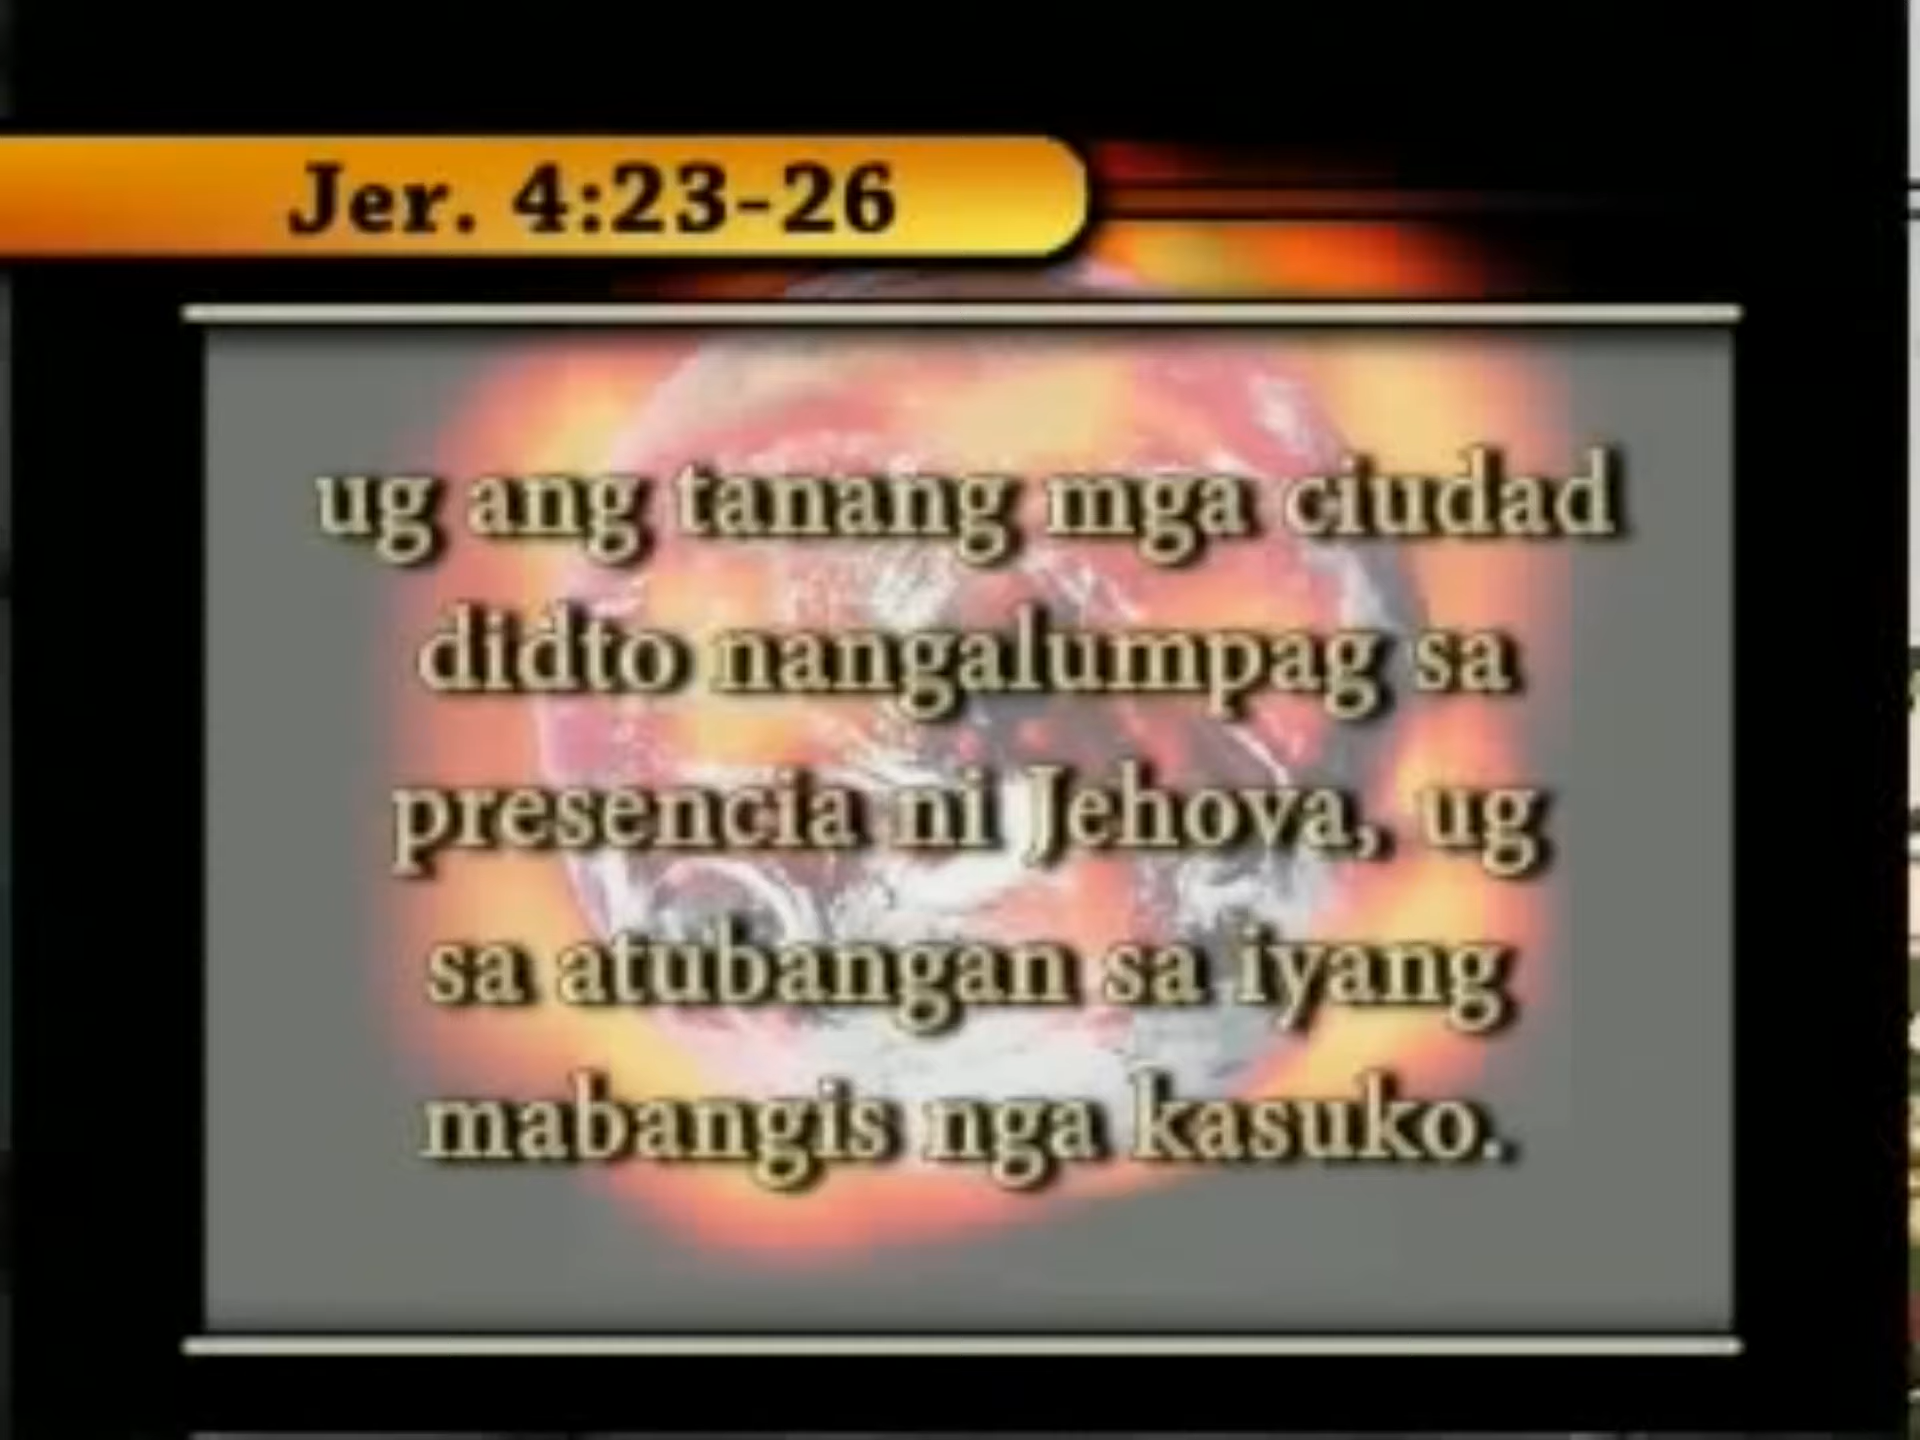 Jer. 4:23-26
ug ang tanang mga ciudad
didto nangalumpag sa
presencia ni Jehova, ug
sa atubangan sa iyang
mabangis nga kasuko.